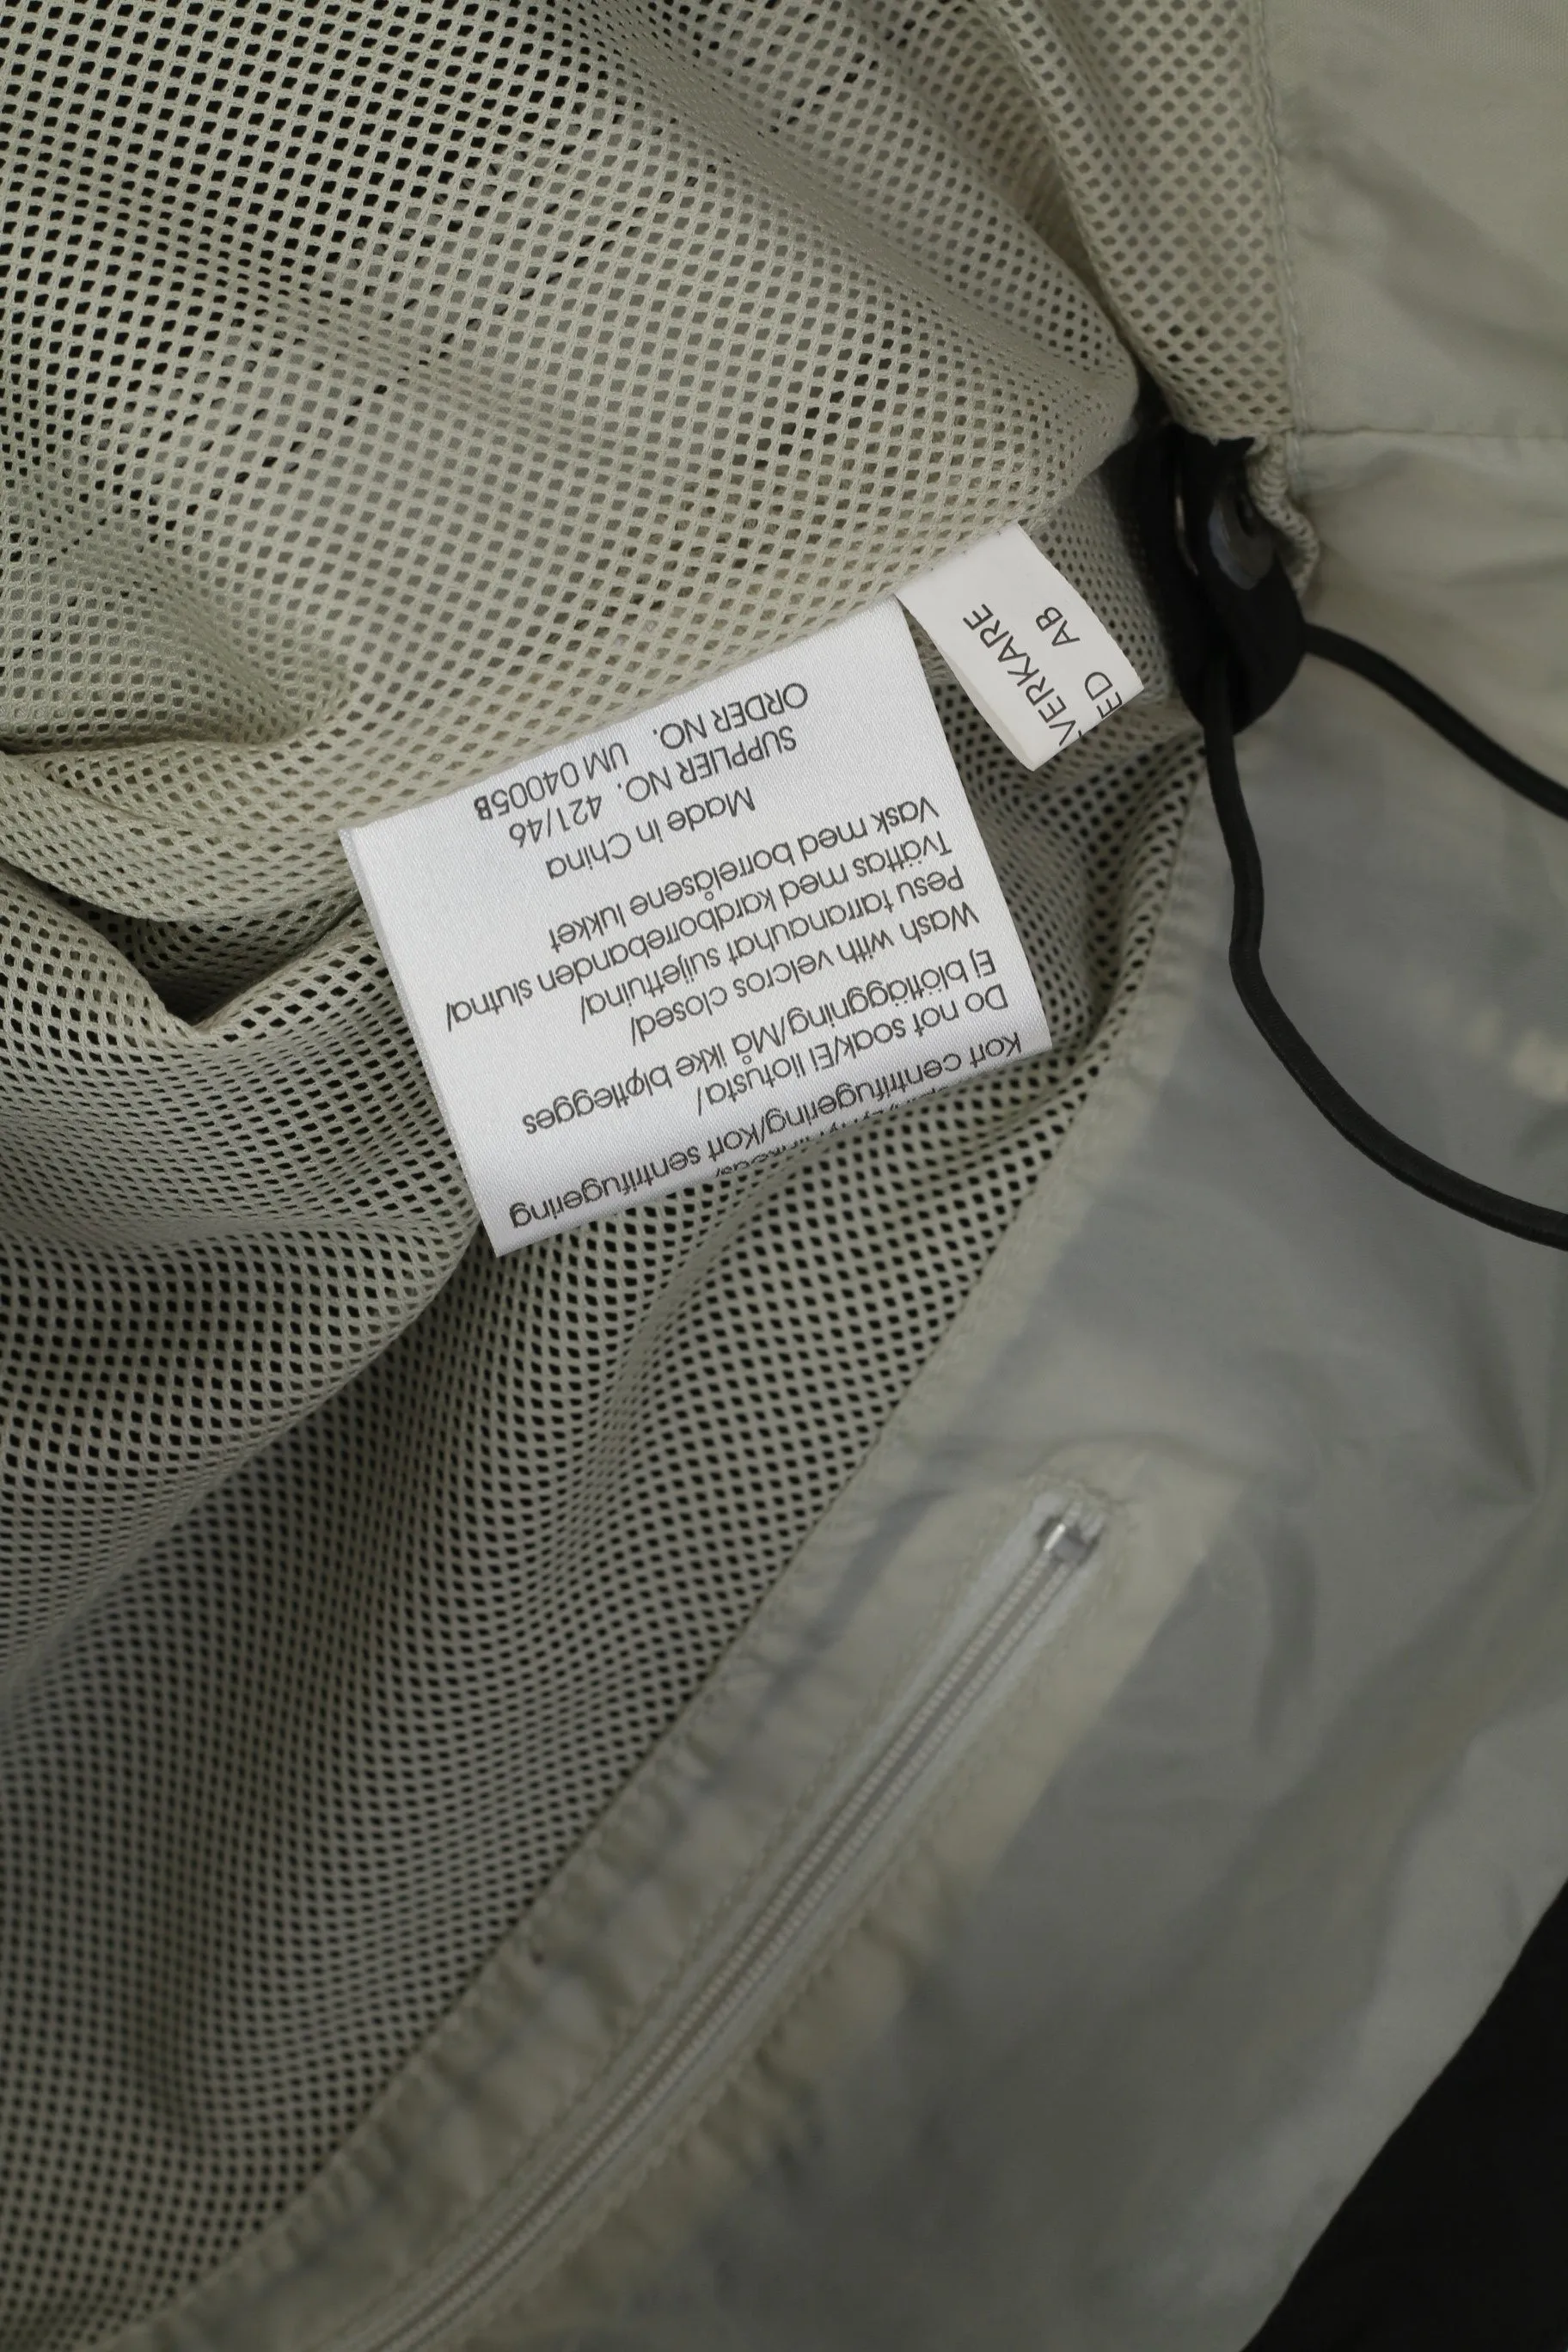 ORDER NO. UM 04005B
SUPPLIER NO. 421/46
Made in China
Vask med borrelåsene lukket
Tvättas med kardborrebanden slutna/
Pesu tarranauhat suljettuina/
Wash with velcros closed/
Ej blötläggning/Må ikke bløtlegges
Do not soak/Ei liotusta/
Kort centrifugering/Kort sentrifugering
VERKARE
ED AB